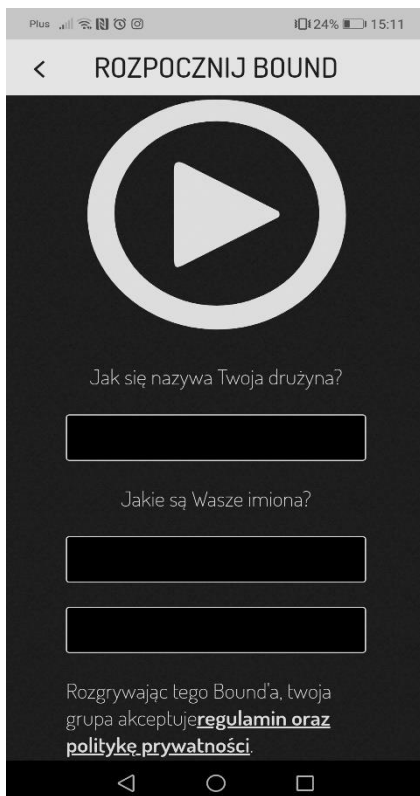 Plus 24% 15:11
< ROZPOCZNIJ BOUND
Jak się nazywa Twoja drużyna?
Jakie są Wasze imiona?
Rozgrywając tego Bound'a, twoja
grupa akceptujeregulamin oraz
politykę prywatności.